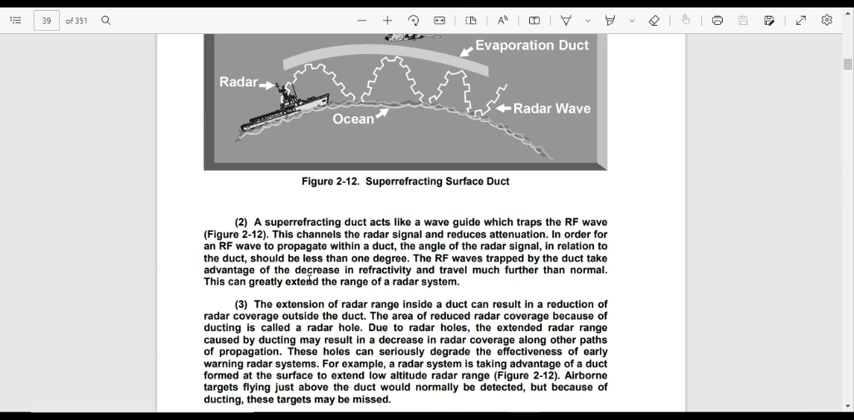 39 of 351
Evaporation Duct
Radar
Radar Wave
Ocean
Figure 2-12. Superrefracting Surface Duct
(2) A superrefracting duct acts like a wave guide which traps the RF wave
(Figure 2-12). This channels the radar signal and reduces attenuation. In order for
an RF wave to propagate within a duct, the angle of the radar signal, in relation to
the duct, should be less than one degree. The RF waves trapped by the duct take
advantage of the decrease in refractivity and travel much further than normal.
This can greatly extend the range of a radar system.
(3) The extension of radar range inside a duct can result in a reduction of
radar coverage outside the duct. The area of reduced radar coverage because of
ducting is called a radar hole. Due to radar holes, the extended radar range
caused by ducting may result in a decrease in radar coverage along other paths
of propagation. These holes can seriously degrade the effectiveness of early
warning radar systems. For example, a radar system is taking advantage of a duct
formed at the surface to extend low altitude radar range (Figure 2-12). Airborne
targets flying just above the duct would normally be detected, but because of
ducting, these targets may be missed.